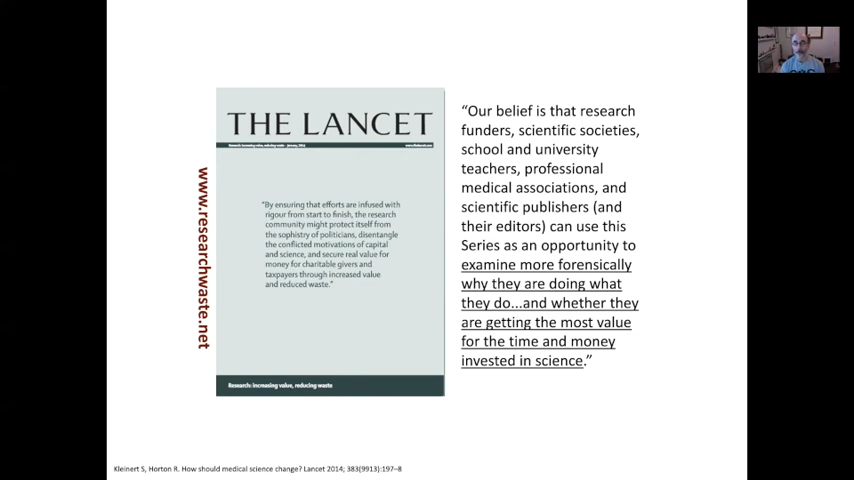 THE LANCET
Research: increasing value, reducing waste · January, 2014
www.thelancet.com
“By ensuring that efforts are infused with
rigour from start to finish, the research
community might protect itself from
the sophistry of politicians, disentangle
the conflicted motivations of capital
and science, and secure real value for
money for charitable givers and
taxpayers through increased value
and reduced waste.”
Research: increasing value, reducing waste
www.researchwaste.net
“Our belief is that research
funders, scientific societies,
school and university
teachers, professional
medical associations, and
scientific publishers (and
their editors) can use this
Series as an opportunity to
examine more forensically
why they are doing what
they do...and whether they
are getting the most value
for the time and money
invested in science.”
Kleinert S, Horton R. How should medical science change? Lancet 2014; 383(9913):197–8